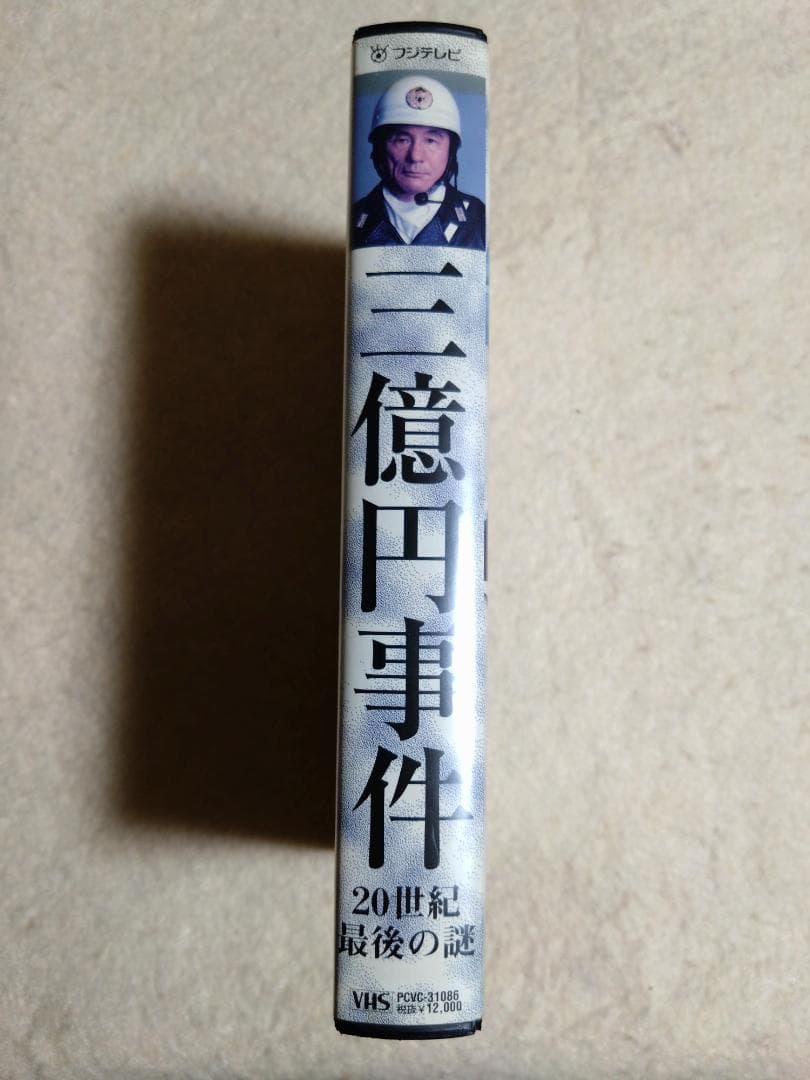 フジテレビ
三億円事件
20世紀
最後の謎
VHS PCVC-31086
税抜¥12,000